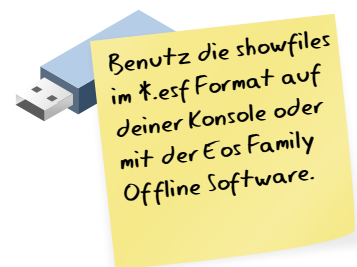 Benutz die showfiles
im *.esf Format auf
deiner Konsole oder
mit der Eos Family
Offline Software.